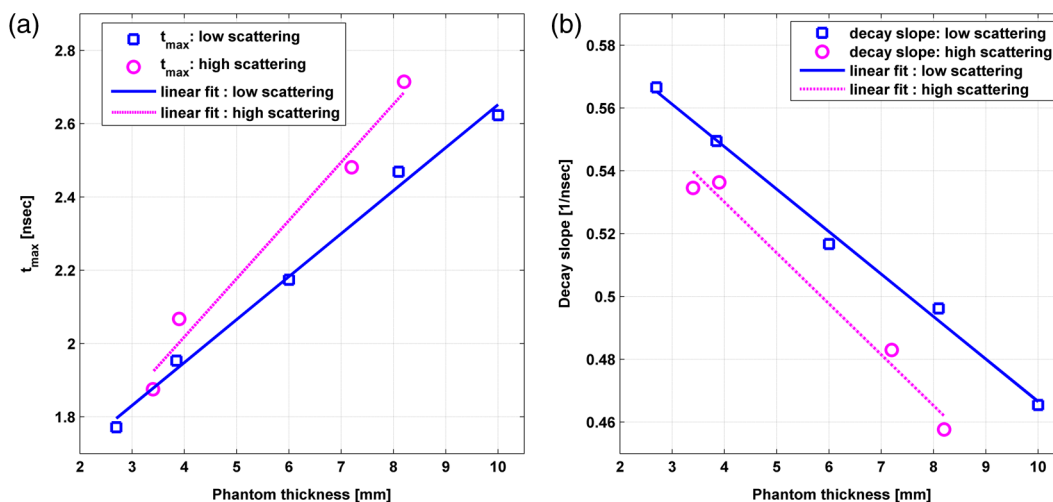 (a)
t_max: low scattering
t_max: high scattering
linear fit : low scattering
linear fit : high scattering
2.8
2.6
2.4
2.2
2
1.8
t_max [nsec]
2 3 4 5 6 7 8 9 10
Phantom thickness [mm]
(b)
decay slope: low scattering
decay slope: high scattering
linear fit : low scattering
linear fit : high scattering
0.58
0.56
0.54
0.52
0.5
0.48
0.46
Decay slope [1/nsec]
2 3 4 5 6 7 8 9 10
Phantom thickness [mm]